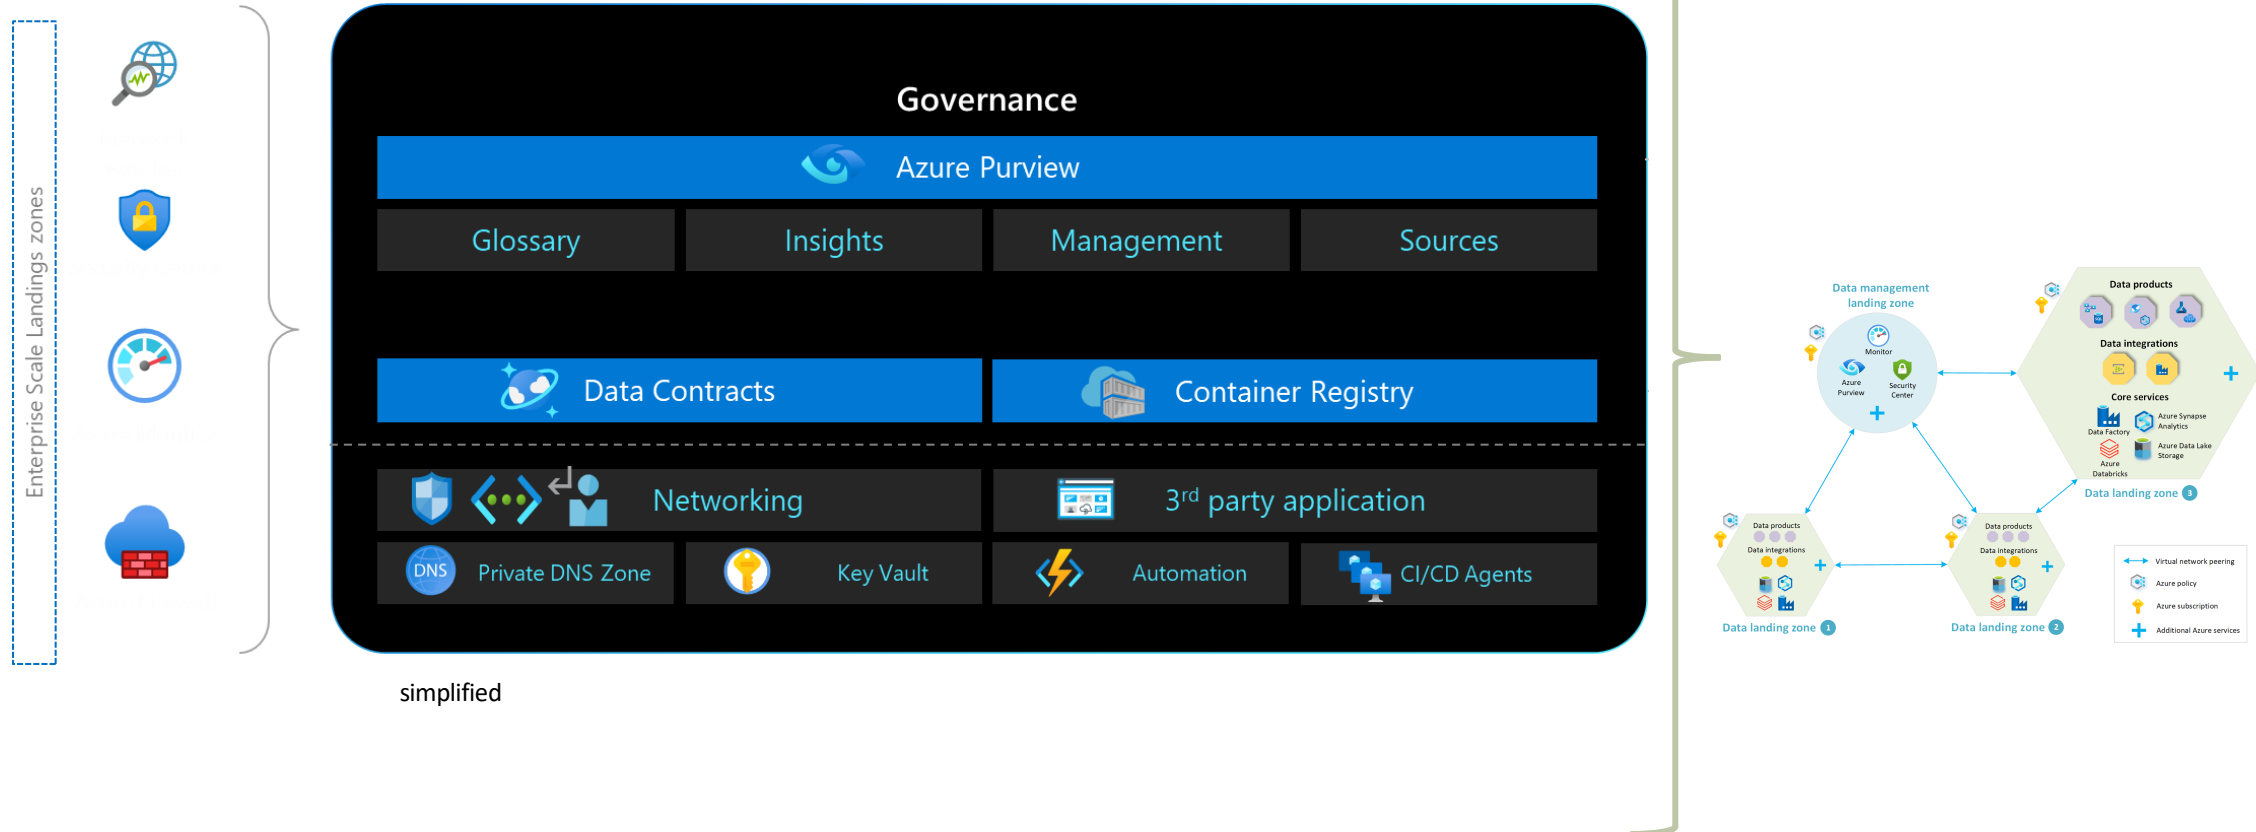 Enterprise Scale Landings zones
Governance
Azure Purview
Glossary
Insights
Management
Sources
Data Contracts
Container Registry
Networking
3rd party application
DNS
Private DNS Zone
Key Vault
Automation
CI/CD Agents
simplified
Data management
landing zone
Monitor
Azure
Purview
Security
Center
Data products
Data integrations
Core services
Data Factory
Azure Synapse
Analytics
Azure
Databricks
Azure Data Lake
Storage
Data landing zone 3
Data products
Data integrations
Data landing zone 1
Data products
Data integrations
Data landing zone 2
Virtual network peering
Azure policy
Azure subscription
Additional Azure services